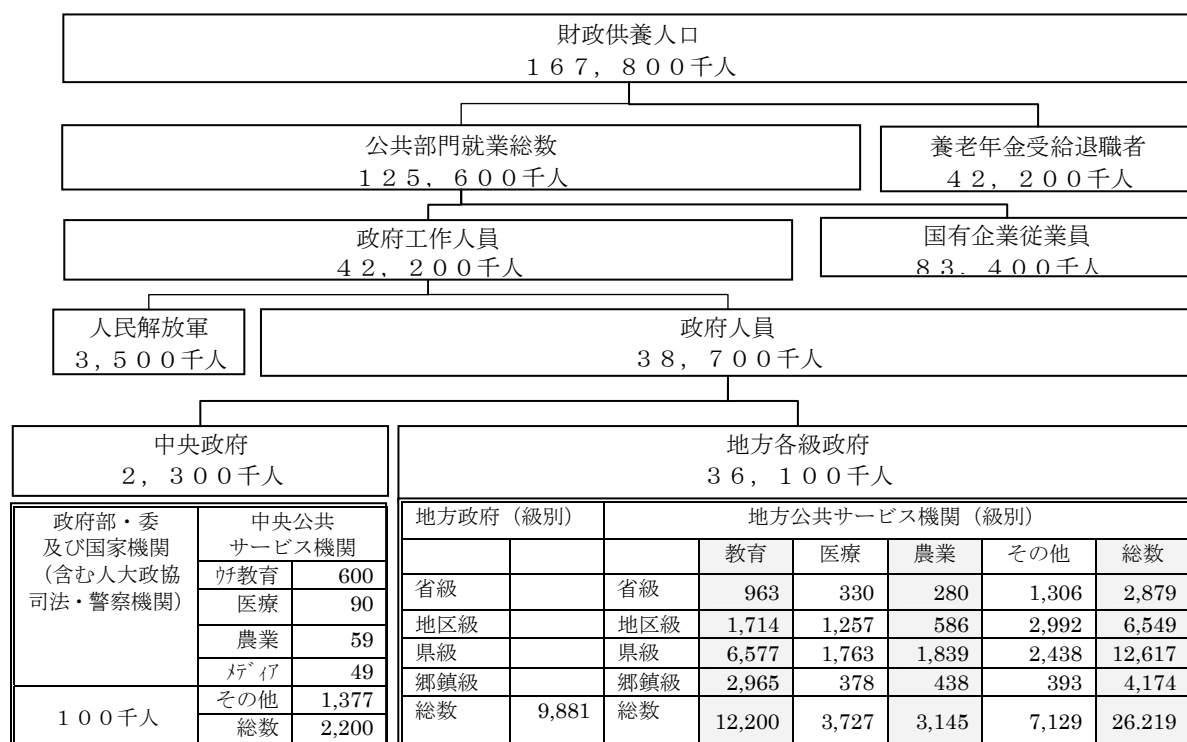 財政供養人口
１６７，８００千人
公共部門就業総数
１２５，６００千人
養老年金受給退職者
４２，２００千人
政府工作人員
４２，２００千人
国有企業従業員
８３，４００千人
人民解放軍
３,５００千人
政府人員
３８，７００千人
中央政府
２，３００千人
地方各級政府
３６，１００千人
政府部・委
及び国家機関
(含む人大政協
司法・警察機関)
１００千人
中央公共
サービス機関
ｳﾁ教育 600
医療 90
農業 59
ﾒﾃﾞｨｱ 49
その他 1,377
総数 2,200
地方政府（級別） 地方公共サービス機関（級別）
教育 医療 農業 その他 総数
省級 省級 963 330 280 1,306 2,879
地区級 地区級 1,714 1,257 586 2,992 6,549
県級 県級 6,577 1,763 1,839 2,438 12,617
郷鎮級 郷鎮級 2,965 378 438 393 4,174
総数 9,881 総数 12,200 3,727 3,145 7,129 26.219